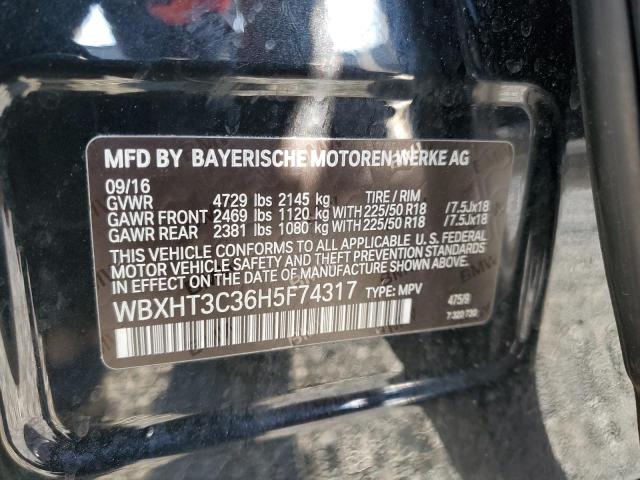 MFD BY BAYERISCHE MOTOREN WERKE AG
09/16
GVWR 4729 lbs 2145 kg TIRE / RIM
GAWR FRONT 2469 lbs 1120 kg WITH 225/50 R18 /7.5Jx18
GAWR REAR 2381 lbs 1080 kg WITH 225/50 R18 /7.5Jx18
THIS VEHICLE CONFORMS TO ALL APPLICABLE U.S. FEDERAL
MOTOR VEHICLE SAFETY AND THEFT PREVENTION STANDARDS
IN EFFECT ON THE DATE OF MANUFACTURE SHOWN ABOVE.
WBXHT3C36H5F74317 TYPE: MPV
475/9
7 320 730